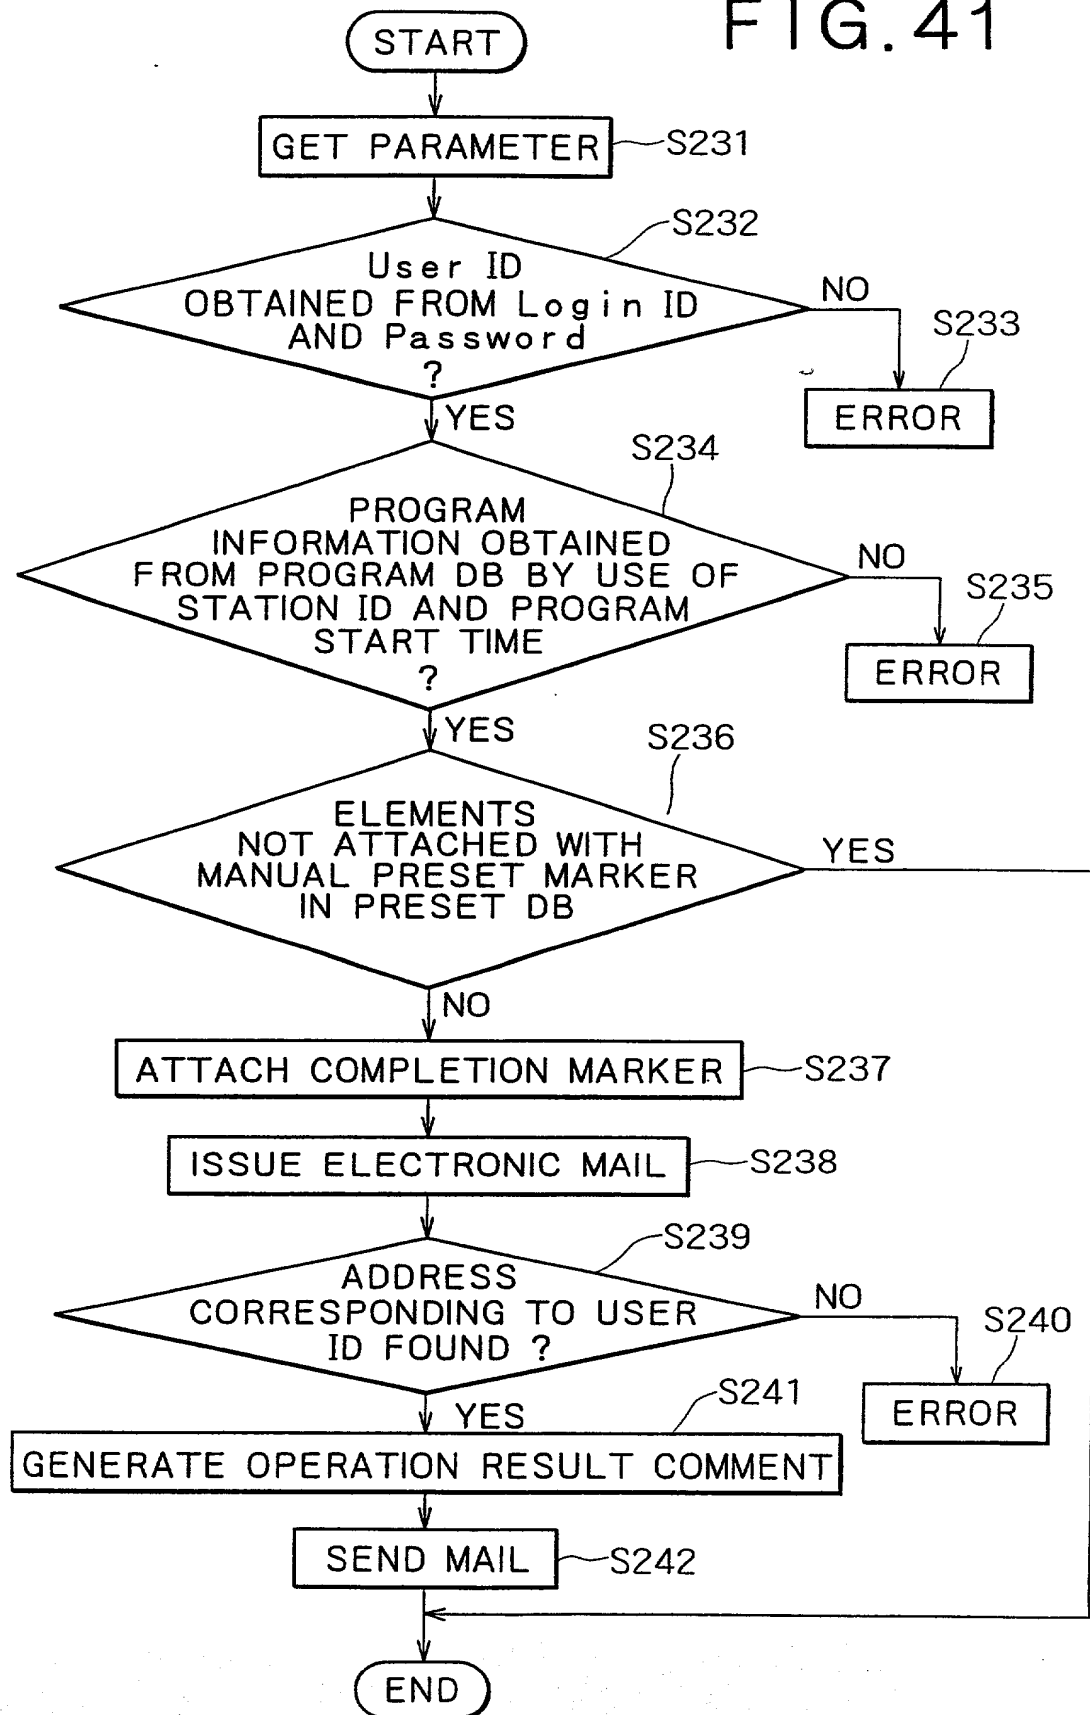 FIG. 41
START
GET PARAMETER
S231
S232
User ID
OBTAINED FROM Login ID
AND Password
?
NO
S233
ERROR
YES
S234
PROGRAM
INFORMATION OBTAINED
FROM PROGRAM DB BY USE OF
STATION ID AND PROGRAM
START TIME
?
NO
S235
ERROR
YES
S236
ELEMENTS
NOT ATTACHED WITH
MANUAL PRESET MARKER
IN PRESET DB
YES
NO
ATTACH COMPLETION MARKER
S237
ISSUE ELECTRONIC MAIL
S238
S239
ADDRESS
CORRESPONDING TO USER
ID FOUND ?
NO
S240
ERROR
YES
S241
GENERATE OPERATION RESULT COMMENT
SEND MAIL
S242
END